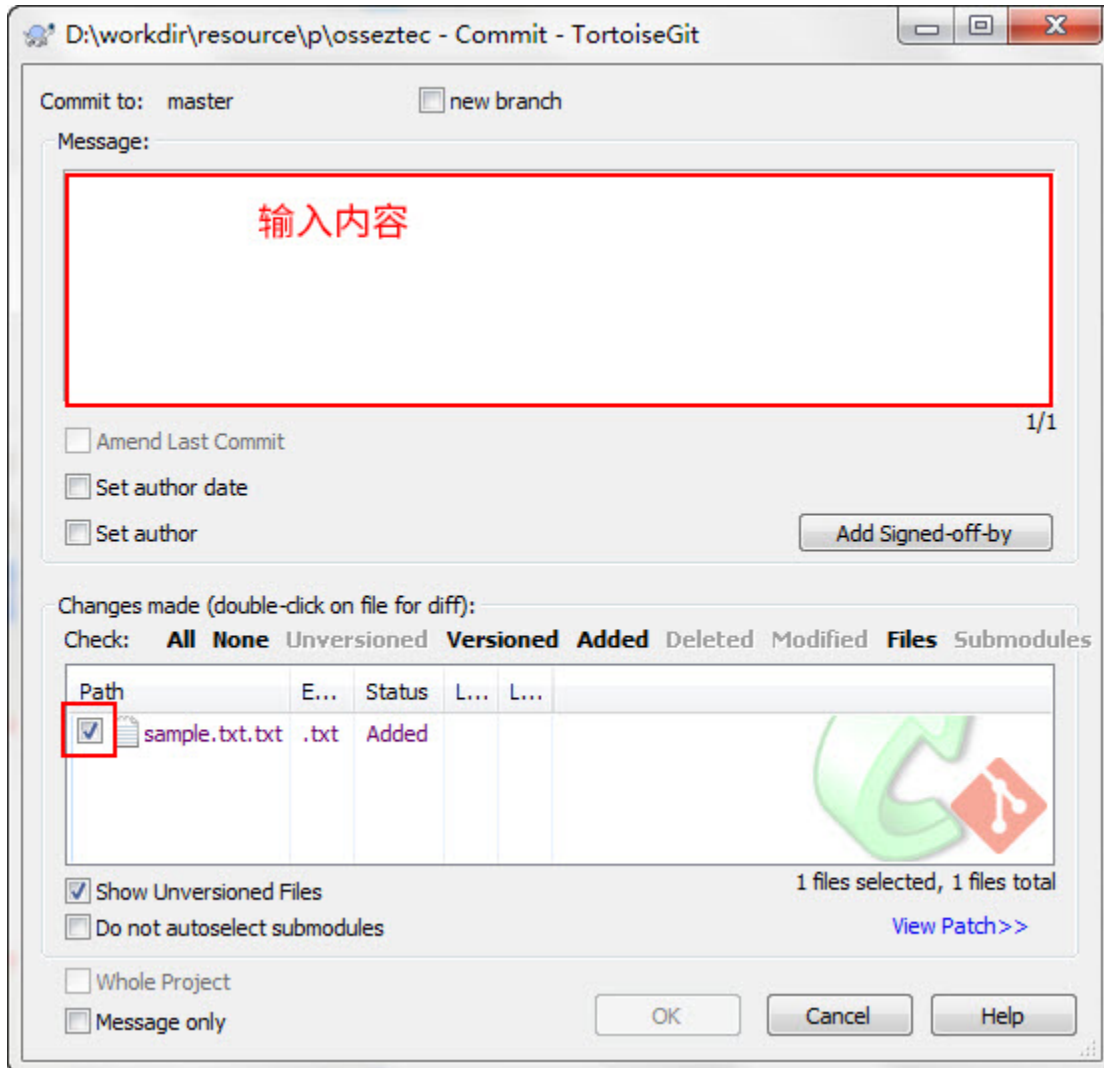 D:\workdir\resource\p\osseztec - Commit - TortoiseGit
Commit to: master new branch
Message:
输入内容
1/1
Amend Last Commit
Set author date
Set author Add Signed-off-by
Changes made (double-click on file for diff):
Check: All None Unversioned Versioned Added Deleted Modified Files Submodules
Path E... Status L... L...
sample.txt.txt .txt Added
Show Unversioned Files 1 files selected, 1 files total
Do not autoselect submodules View Patch>>
Whole Project
Message only OK Cancel Help